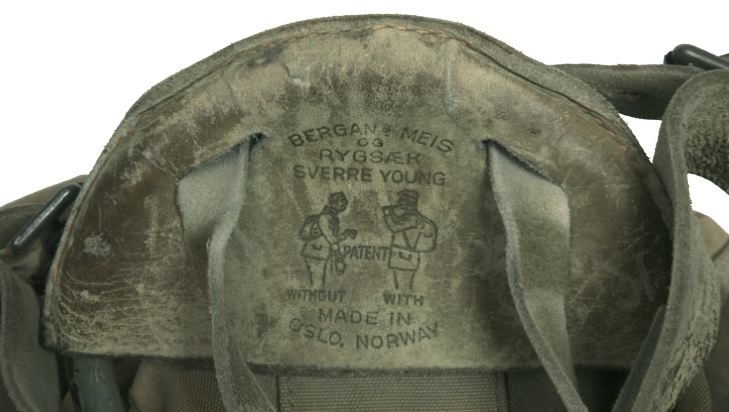 BERGANS MEIS
OG
RYGSÆK
SVERRE YOUNG
PATENT
WITHOUT WITH
MADE IN
OSLO, NORWAY